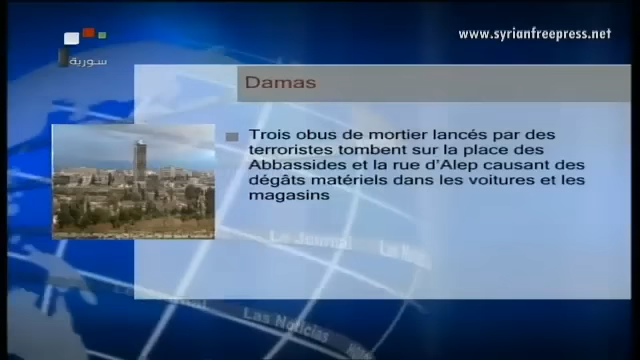 www.syrianfreepress.net
سورية
Damas
Trois obus de mortier lancés par des
terroristes tombent sur la place des
Abbassides et la rue d'Alep causant des
dégâts matériels dans les voitures et les
magasins
Le Journal
Las Noticias